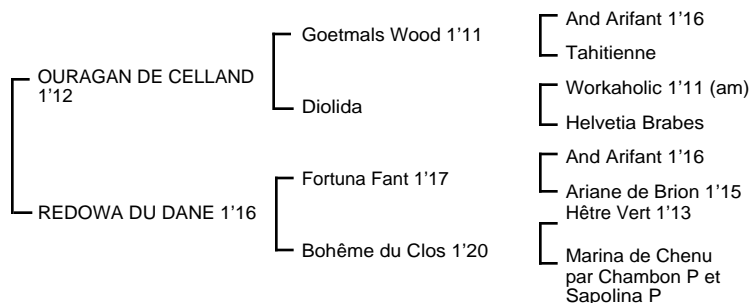 OURAGAN DE CELLAND
1’12
REDOWA DU DANE 1’16
Goetmals Wood 1’11
Diolida
Fortuna Fant 1’17
Bohême du Clos 1’20
And Arifant 1’16
Tahitienne
Workaholic 1’11 (am)
Helvetia Brabes
And Arifant 1’16
Ariane de Brion 1’15
Hêtre Vert 1’13
Marina de Chenu
par Chambon P et
Sapolina P